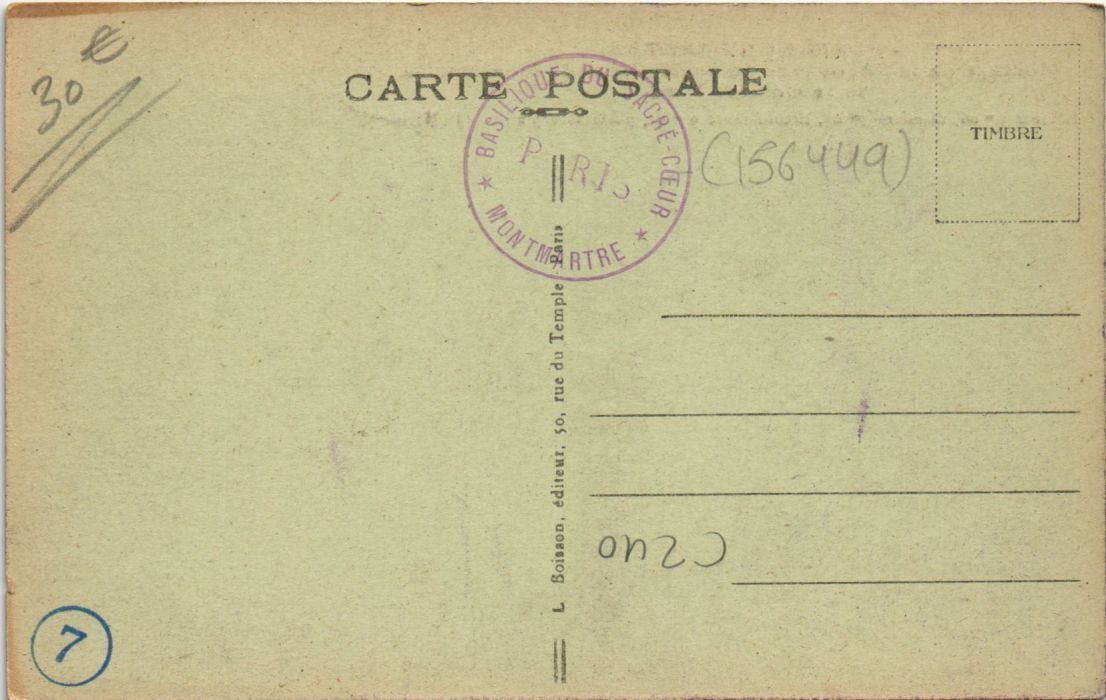 30 €
CARTE POSTALE
BASILIQUE DU SACRÉ-CŒUR
PARIS
★ MONTMARTRE ★
(156449)
TIMBRE
L. Boisson, éditeur, 50, rue du Temple Paris
7